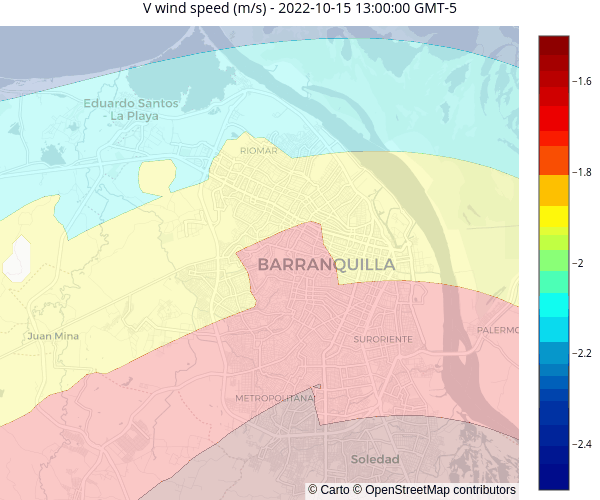 V wind speed (m/s) - 2022-10-15 13:00:00 GMT-5
Eduardo Santos
- La Playa
RIOMAR
BARRANQUILLA
Juan Mina
SURORIENTE
PALERMO
METROPOLITANA
Soledad
© Carto © OpenStreetMap contributors
−1.6
−1.8
−2
−2.2
−2.4